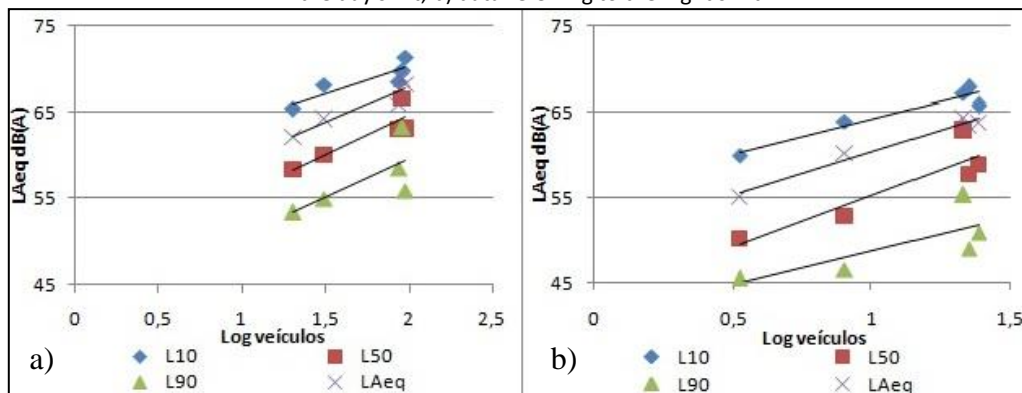 75
65
55
45
LAeq dB(A)
0
0,5
1
1,5
2
2,5
Log veículos
a)
L10
L50
L90
LAeq
75
65
55
45
LAeq dB(A)
0
0,5
1
1,5
Log veículos
b)
L10
L50
L90
LAeq